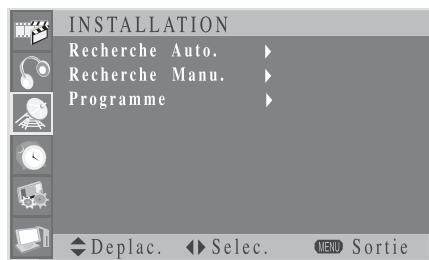 INSTALLATION
Recherche Auto.
Recherche Manu.
Programme
Deplac. Selec. MENU Sortie